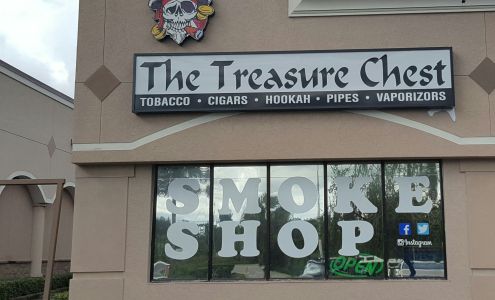 The Treasure Chest
TOBACCO • CIGARS • HOOKAH • PIPES • VAPORIZORS
SMOKE
SHOP
Instagram
OPEN